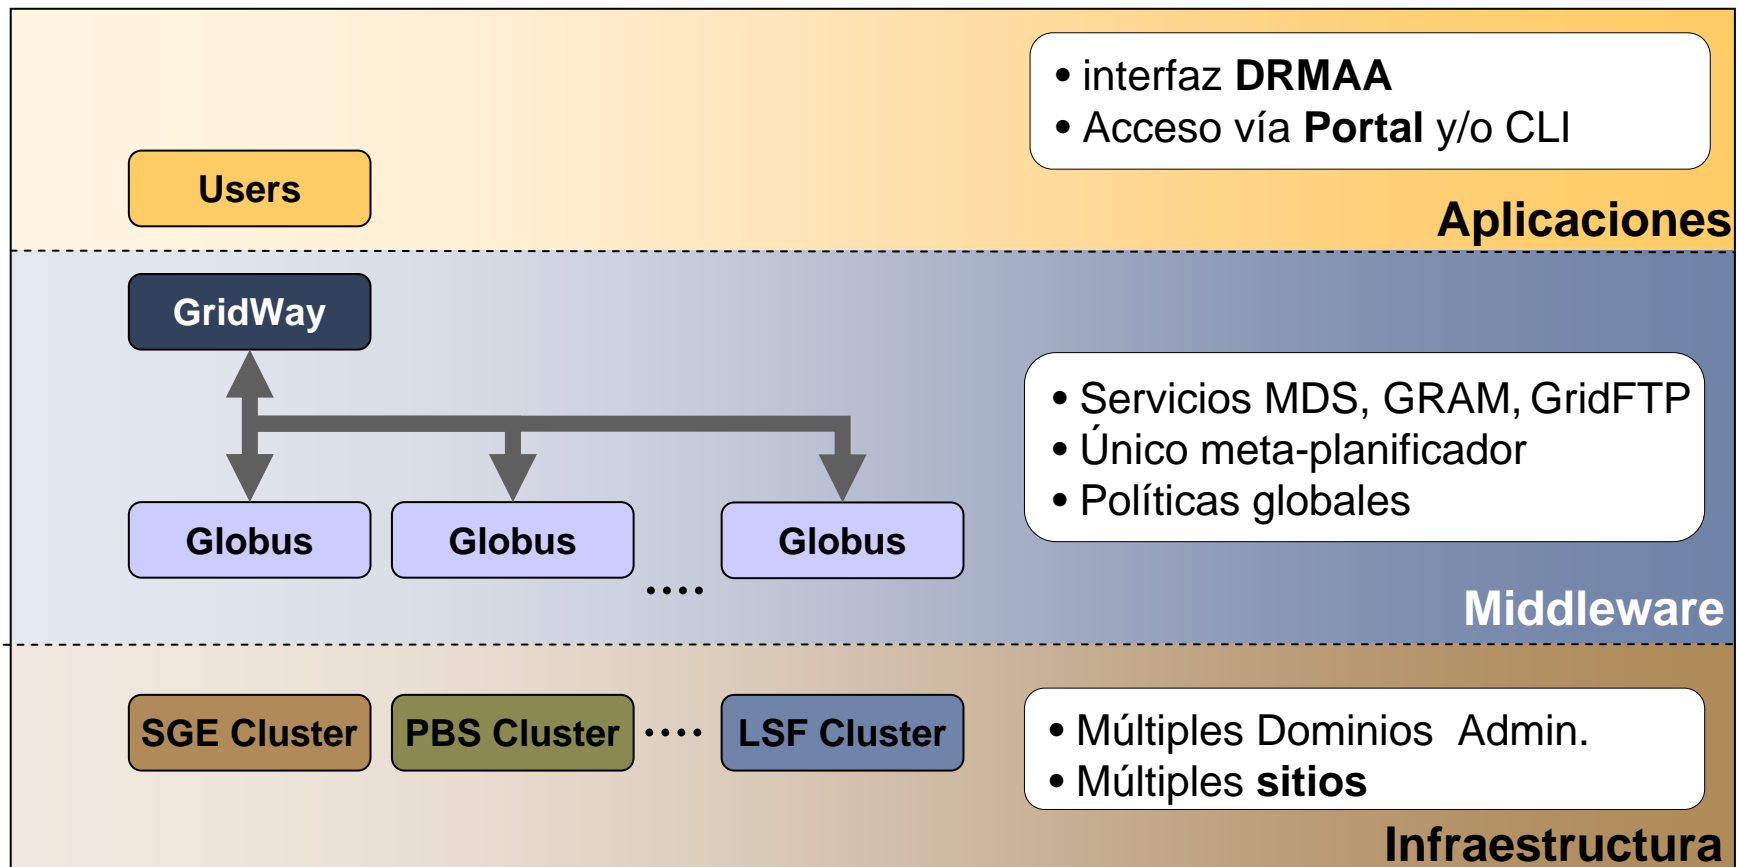 • interfaz DRMAA
• Acceso vía Portal y/o CLI
Users
Aplicaciones
GridWay
• Servicios MDS, GRAM, GridFTP
• Único meta-planificador
• Políticas globales
Globus Globus .... Globus
Middleware
SGE Cluster PBS Cluster .... LSF Cluster
• Múltiples Dominios Admin.
• Múltiples sitios
Infraestructura